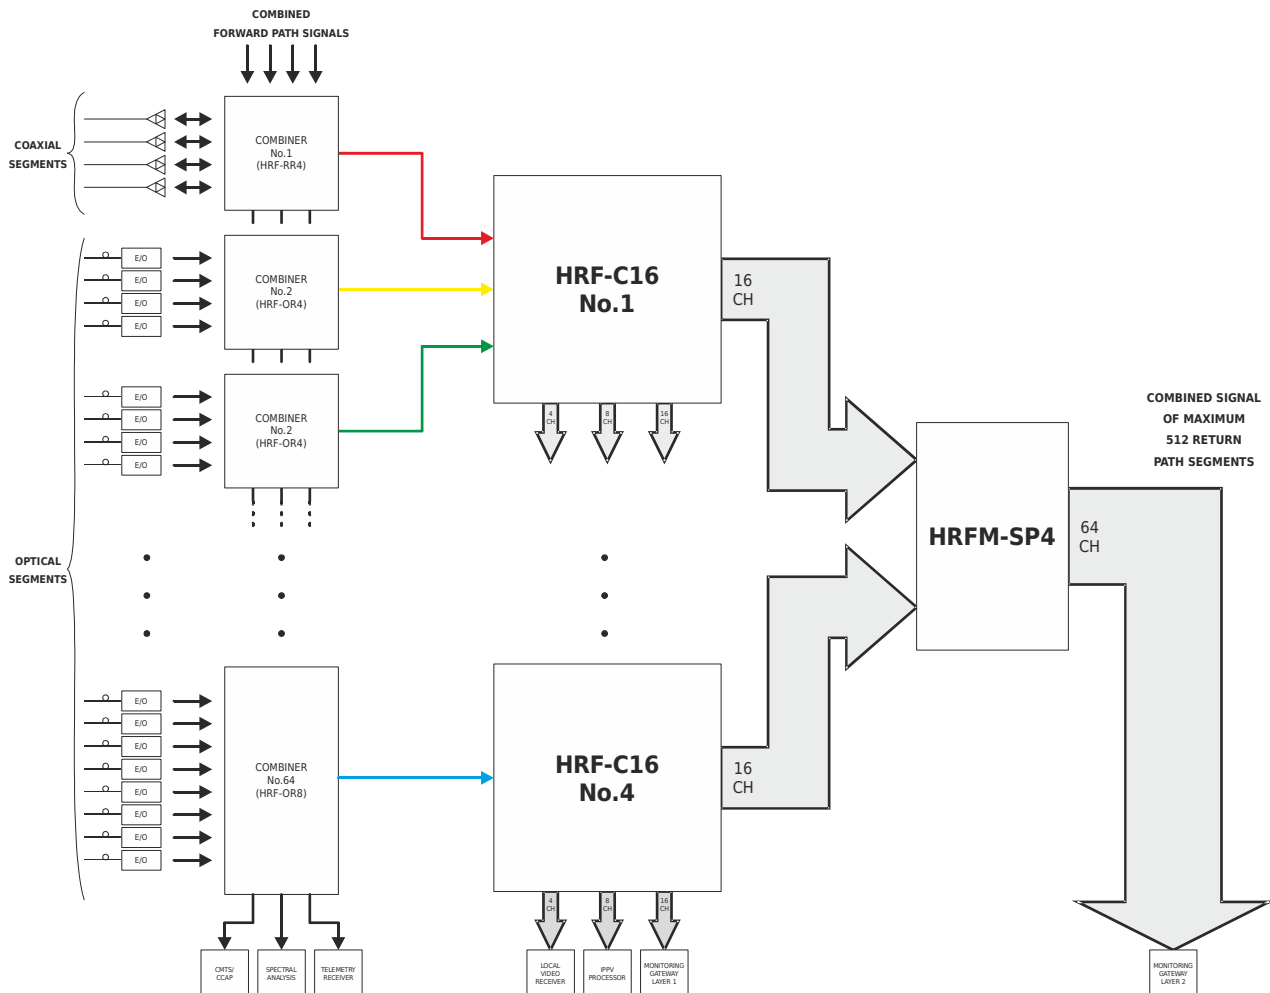 COMBINED
FORWARD PATH SIGNALS
COAXIAL
SEGMENTS
COMBINER
No.1
(HRF-RR4)
E/O
E/O
E/O
E/O
COMBINER
No.2
(HRF-OR4)
E/O
E/O
E/O
E/O
COMBINER
No.2
(HRF-OR4)
HRF-C16
No.1
16
CH
4
CH
8
CH
16
CH
COMBINED SIGNAL
OF MAXIMUM
512 RETURN
PATH SEGMENTS
HRFM-SP4
64
CH
OPTICAL
SEGMENTS
E/O
E/O
E/O
E/O
E/O
E/O
E/O
E/O
COMBINER
No.64
(HRF-OR8)
HRF-C16
No.4
16
CH
4
CH
8
CH
16
CH
CMTS/
CCAP
SPECTRAL
ANALYSIS
TELEMETRY
RECEIVER
LOCAL
VIDEO
RECEIVER
IPPV
PROCESSOR
MONITORING
GATEWAY
LAYER 1
MONITORING
GATEWAY
LAYER 2